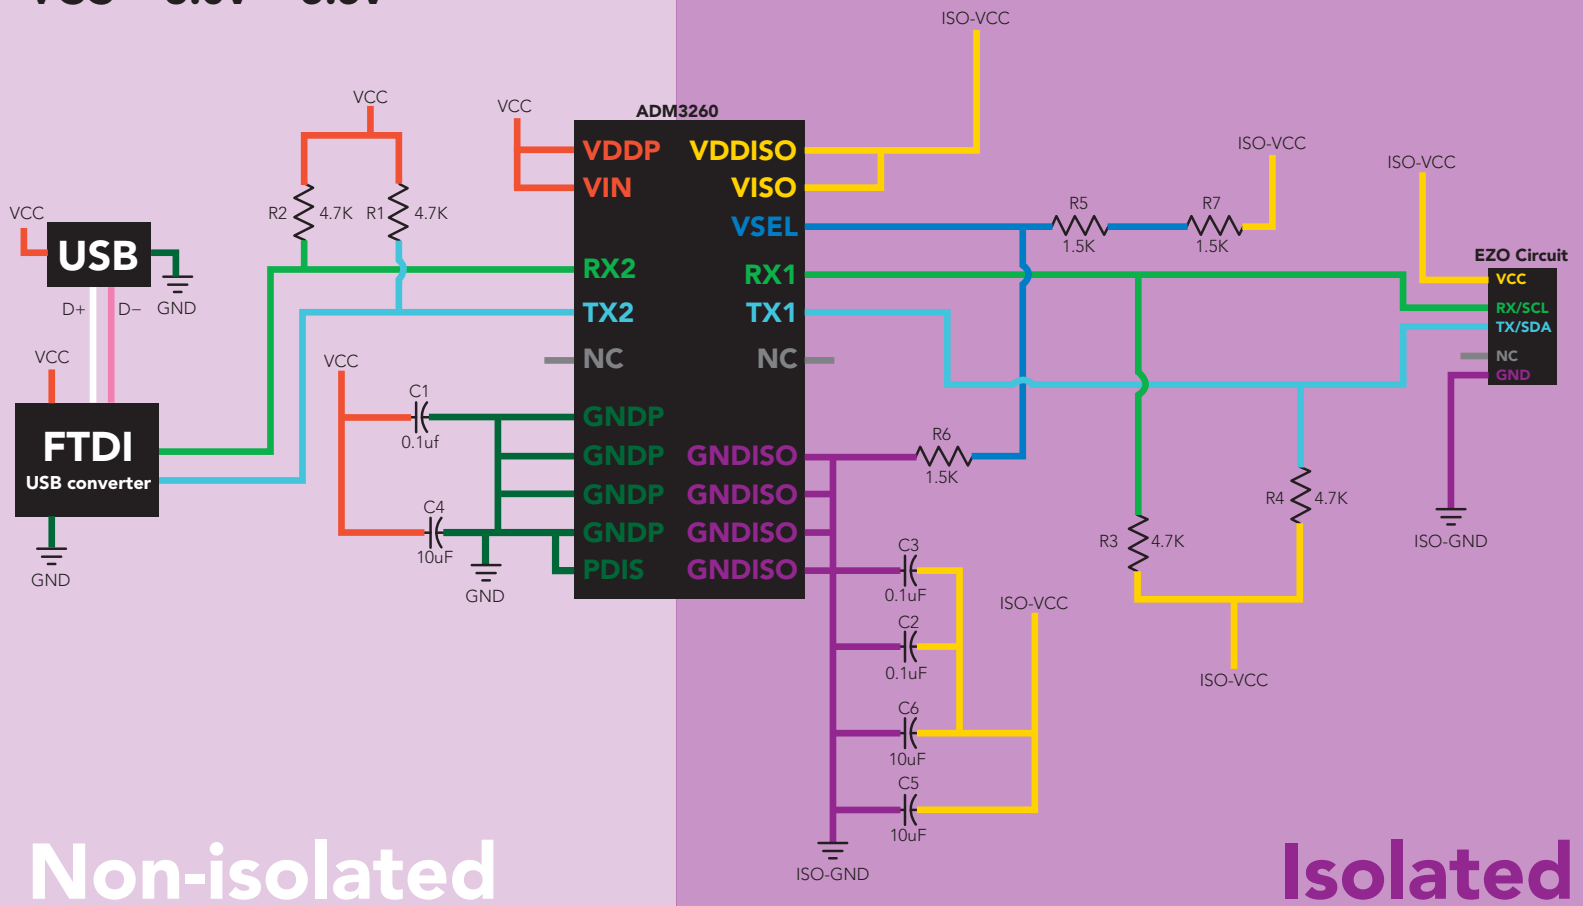 ISO-VCC
VCC
VCC
ADM3260
VDDP VDDISO
VIN VISO
VSEL
RX2 RX1
TX2 TX1
NC NC
GNDP
GNDP GNDISO
GNDP GNDISO
GNDP GNDISO
PDIS GNDISO
R2 4.7K R1 4.7K
VCC
USB
D+ D− GND
VCC
FTDI
USB converter
GND
VCC
C1
0.1uf
C4
10uF
GND
ISO-VCC
R5 R7
1.5K 1.5K
ISO-VCC
EZO Circuit
VCC
RX/SCL
TX/SDA
NC
GND
ISO-GND
R6
1.5K
R4 4.7K
R3 4.7K
ISO-VCC
C3
0.1uF
ISO-VCC
C2
0.1uF
C6
10uF
C5
10uF
ISO-GND
Non-isolated
Isolated